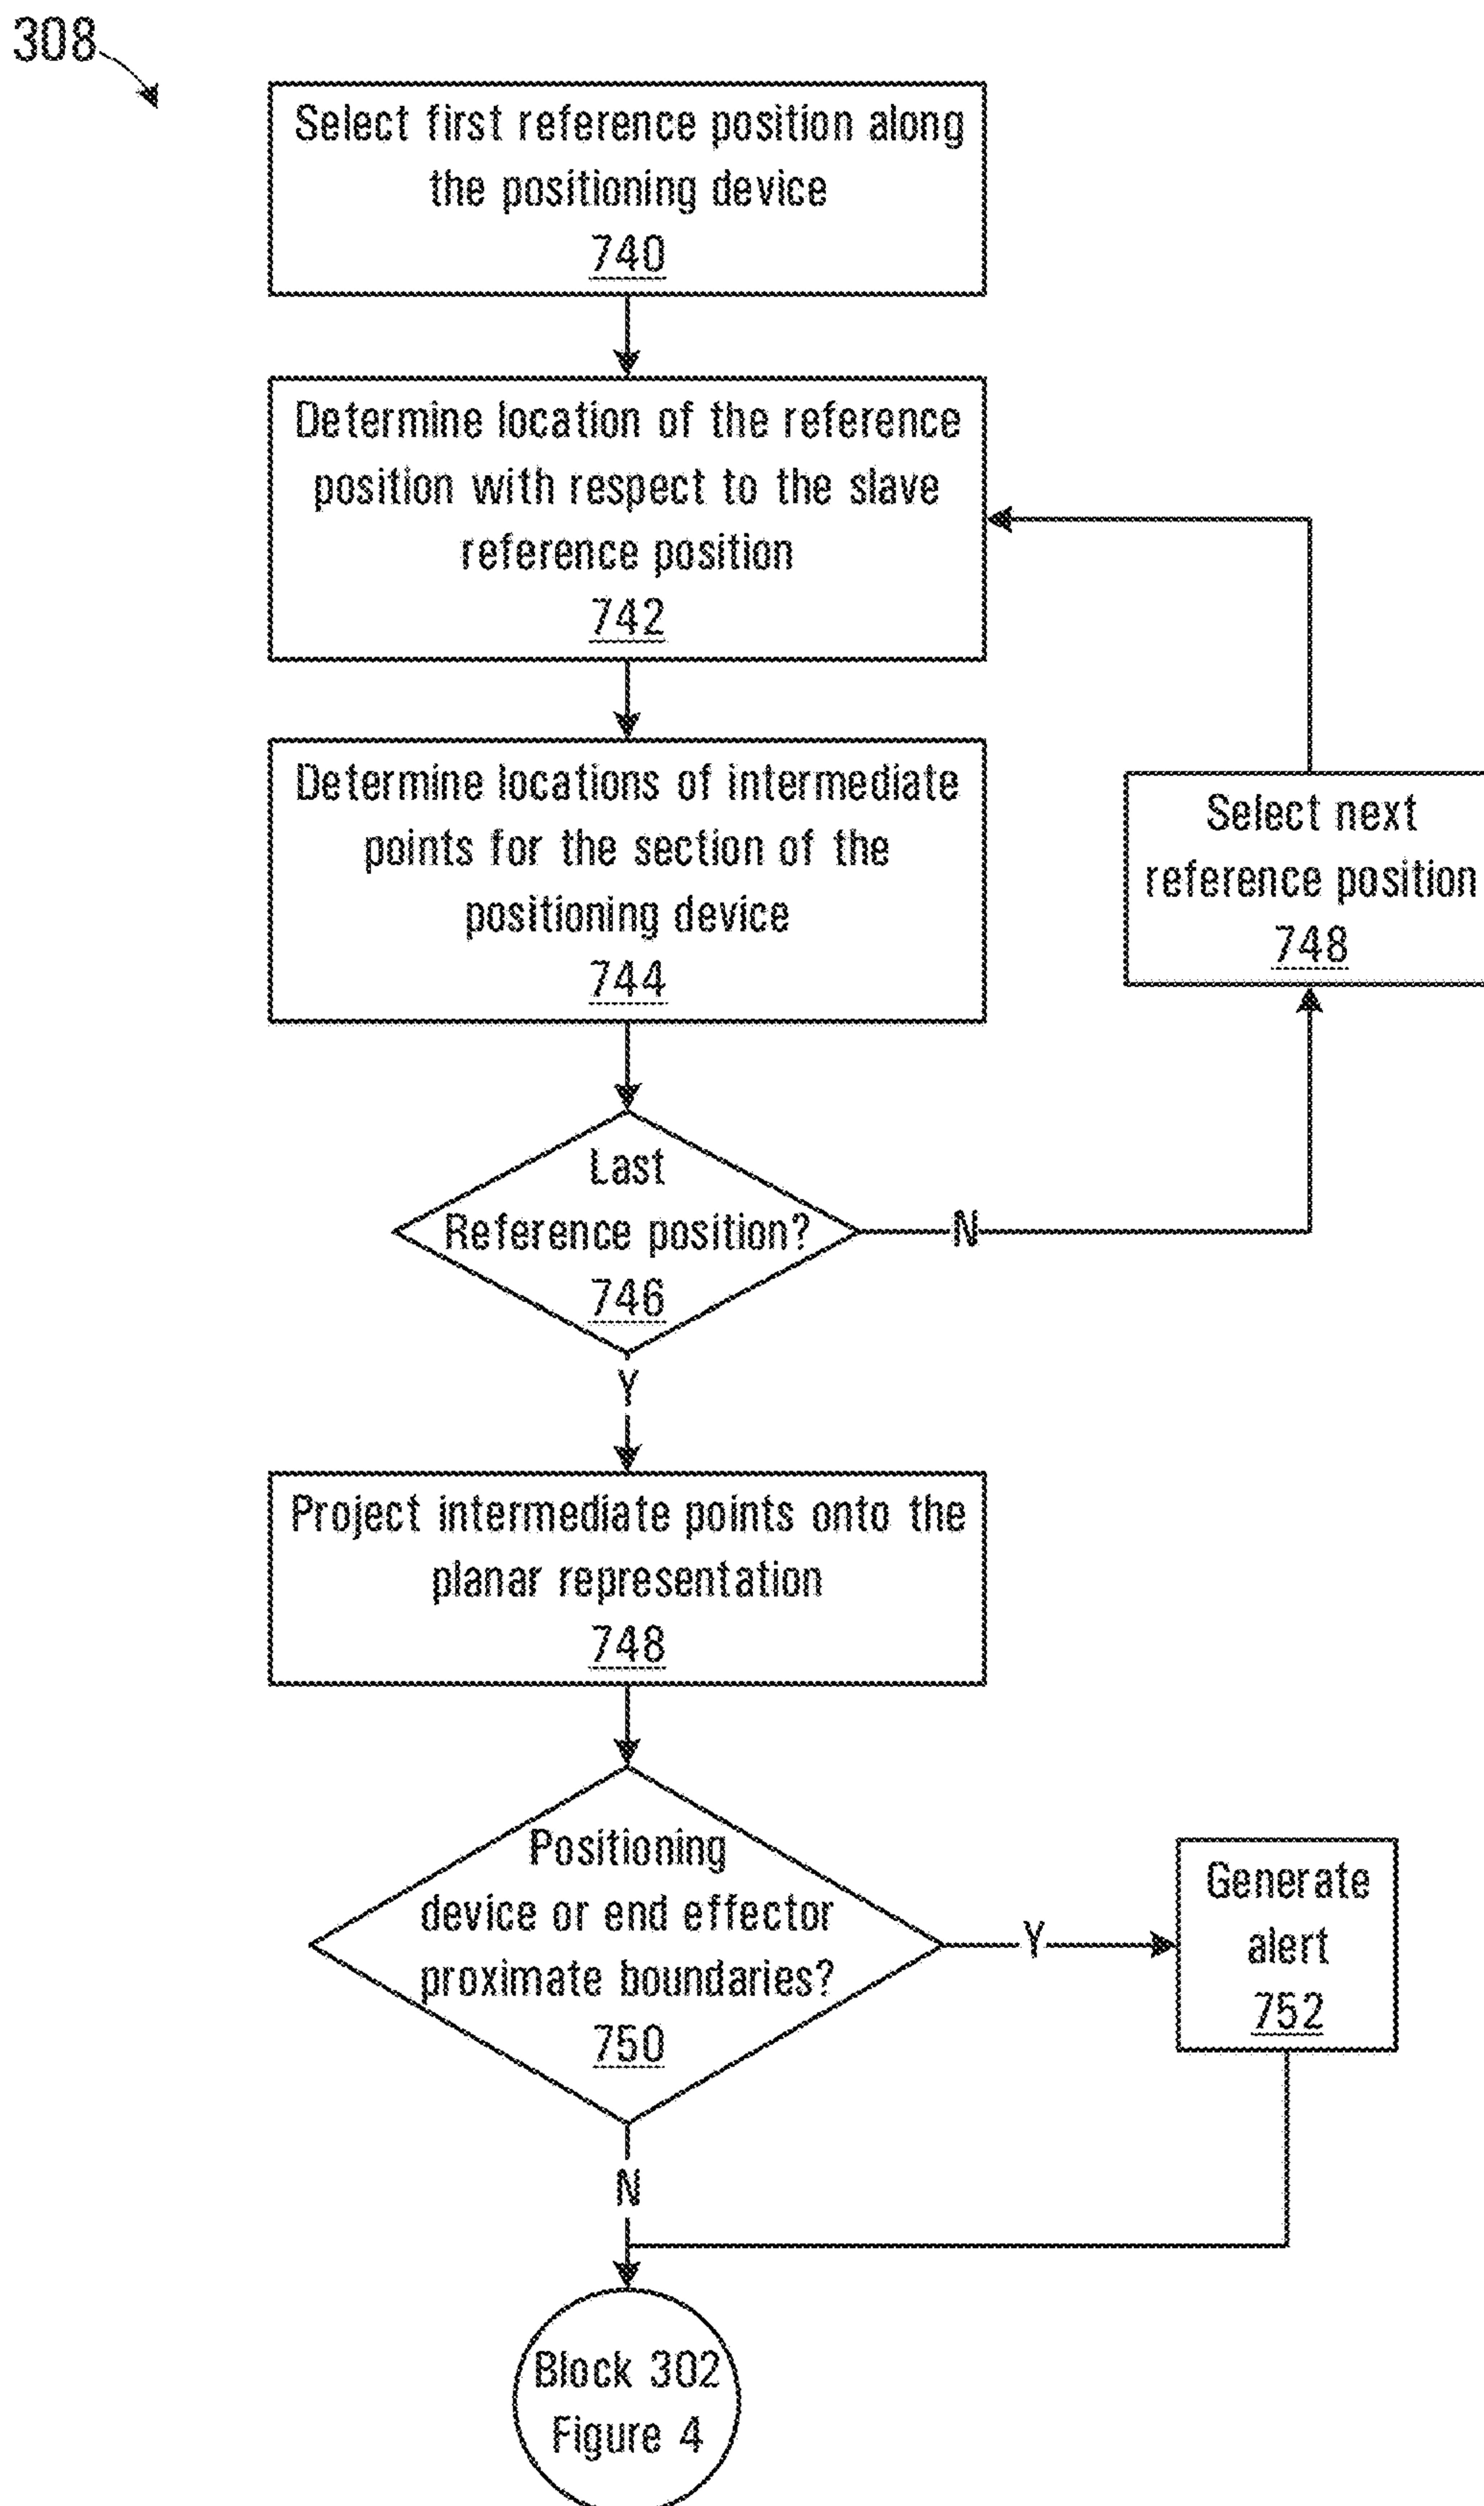 308
Select first reference position along
the positioning device
740
Determine location of the reference
position with respect to the slave
reference position
742
Determine locations of intermediate
points for the section of the
positioning device
744
Select next
reference position
748
Last
Reference position?
746
N
Y
Project intermediate points onto the
planar representation
748
Positioning
device or end effector
proximate boundaries?
750
Y
Generate
alert
752
N
Block 302
Figure 4